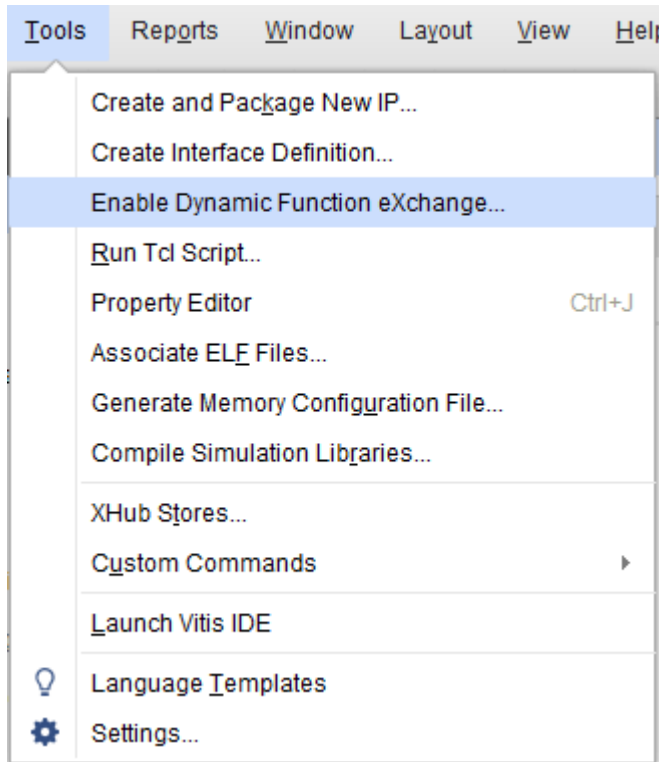 Tools Reports Window Layout View Help
Create and Package New IP...
Create Interface Definition...
Enable Dynamic Function eXchange...
Run Tcl Script...
Property Editor Ctrl+J
Associate ELF Files...
Generate Memory Configuration File...
Compile Simulation Libraries...
XHub Stores...
Custom Commands
Launch Vitis IDE
Language Templates
Settings...